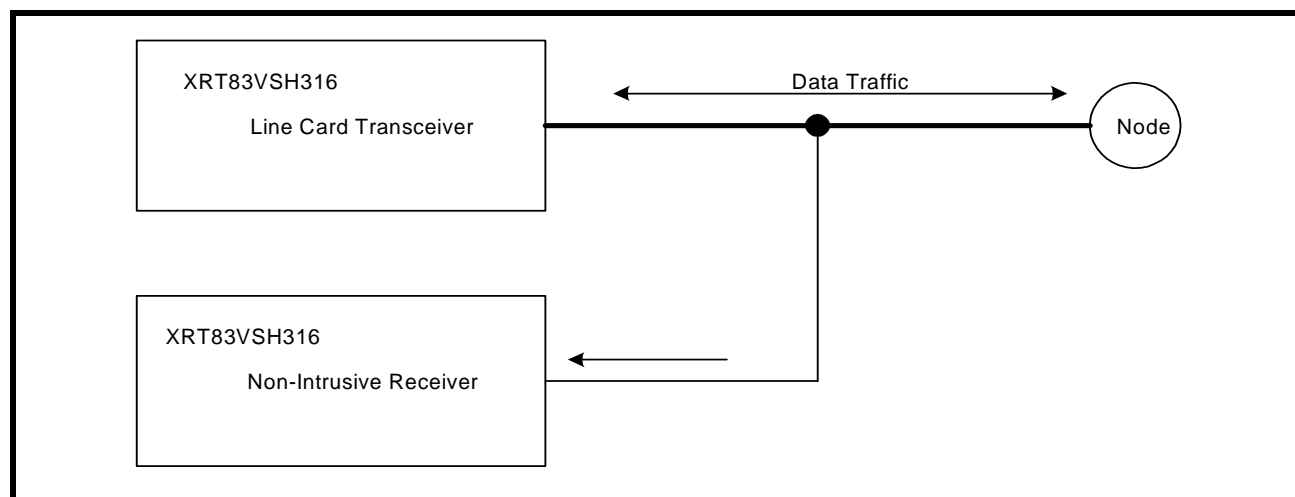 XRT83VSH316
Line Card Transceiver
Data Traffic
Node
XRT83VSH316
Non-Intrusive Receiver